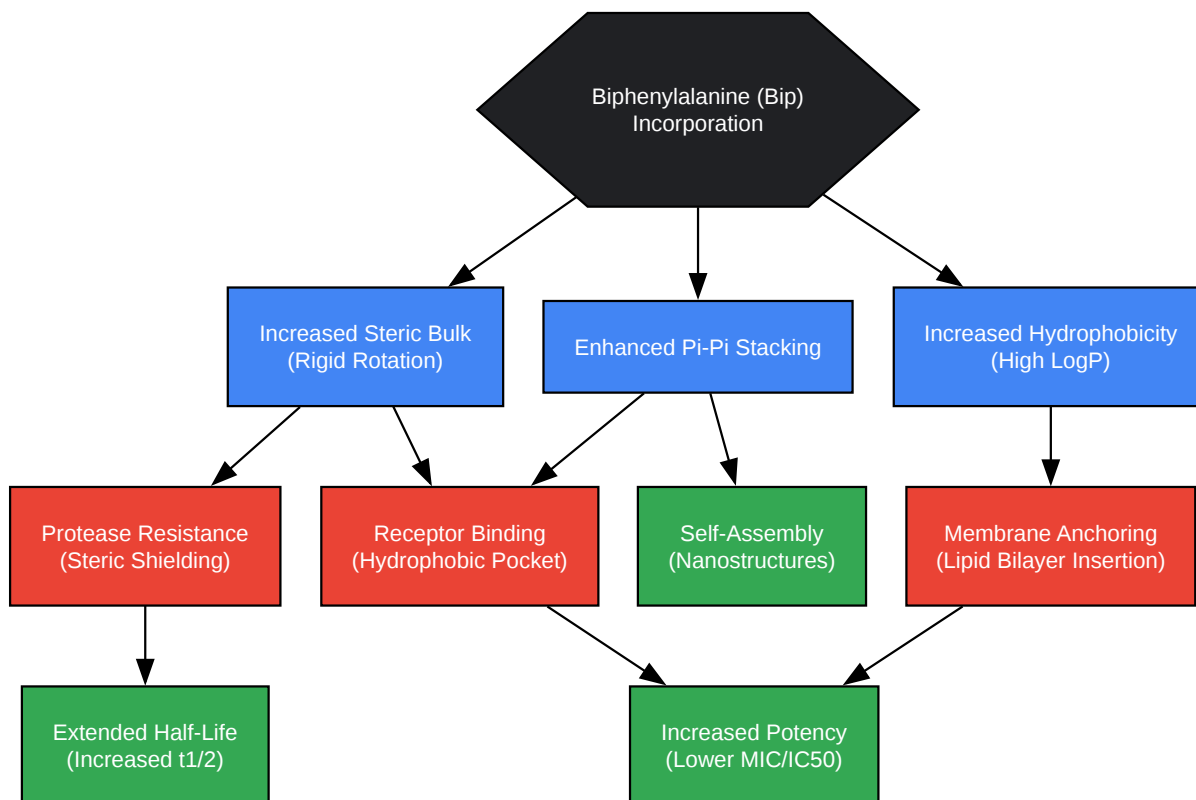 Biphenylalanine (Bip)
Incorporation
Increased Steric Bulk
(Rigid Rotation)
Enhanced Pi-Pi Stacking
Increased Hydrophobicity
(High LogP)
Protease Resistance
(Steric Shielding)
Receptor Binding
(Hydrophobic Pocket)
Self-Assembly
(Nanostructures)
Membrane Anchoring
(Lipid Bilayer Insertion)
Extended Half-Life
(Increased t1/2)
Increased Potency
(Lower MIC/IC50)